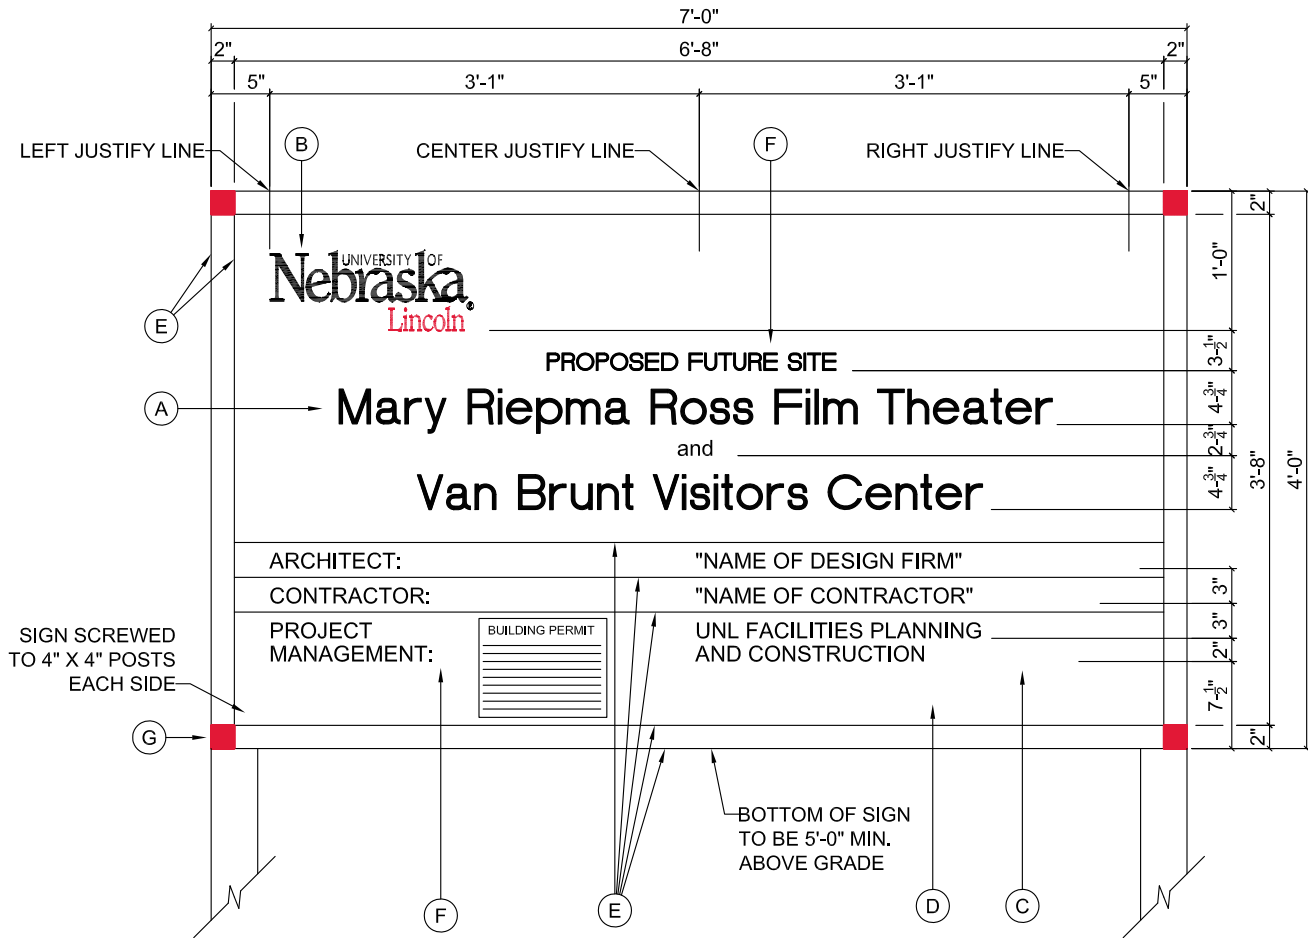 7'-0"
2" 6'-8" 2"
5" 3'-1" 3'-1" 5"
LEFT JUSTIFY LINE B CENTER JUSTIFY LINE F RIGHT JUSTIFY LINE
2"
1'-0"
UNIVERSITY OF
Nebraska®
Lincoln
E
PROPOSED FUTURE SITE
3-1/2"
A
Mary Riepma Ross Film Theater
4-3/4"
and
2-3/4"
Van Brunt Visitors Center
4-3/4"
3'-8"
4'-0"
ARCHITECT: "NAME OF DESIGN FIRM"
CONTRACTOR: "NAME OF CONTRACTOR"
3"
PROJECT
MANAGEMENT:
BUILDING PERMIT
UNL FACILITIES PLANNING
AND CONSTRUCTION
3"
2"
7-1/2"
2"
SIGN SCREWED
TO 4" X 4" POSTS
EACH SIDE
G
BOTTOM OF SIGN
TO BE 5'-0" MIN.
ABOVE GRADE
F E D C